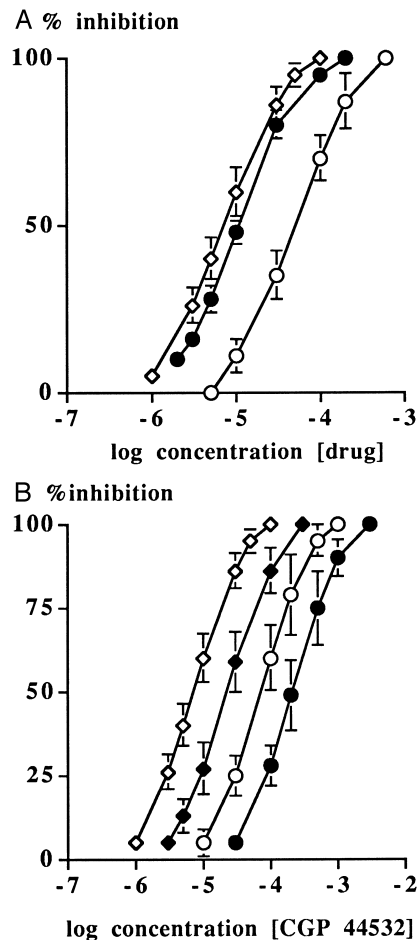 A % inhibition
100
50
0
-7 -6 -5 -4 -3
log concentration [drug]
B %inhibition
100
75
50
25
0
-7 -6 -5 -4 -3 -2
log concentration [CGP 44532]